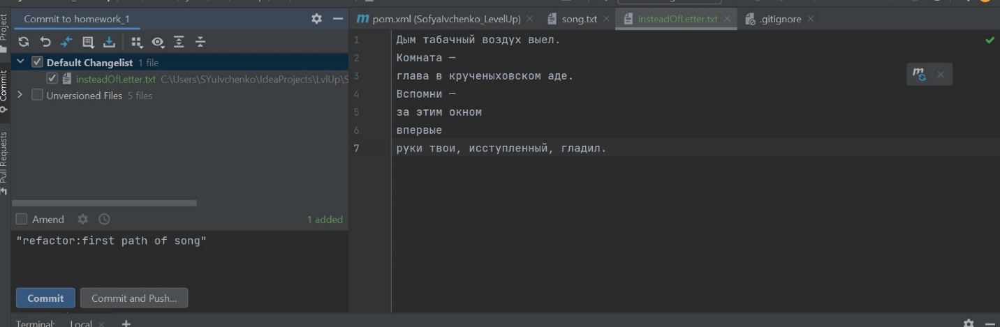 Commit to homework_1
pom.xml (SofyaIvchenko_LevelUp)
song.txt
insteadOfLetter.txt
.gitignore
Project
Commit
Pull Requests
Default Changelist 1 file
insteadOfLetter.txt C:\Users\SYuIvchenko\IdeaProjects\LvlUp\S
Unversioned Files 5 files
Amend
1 added
"refactor:first path of song"
Commit
Commit and Push...
1 Дым табачный воздух выел.
2 Комната —
3 глава в крученыховском аде.
4 Вспомни —
5 за этим окном
6 впервые
7 руки твои, исступленный, гладил.
Terminal: Local +